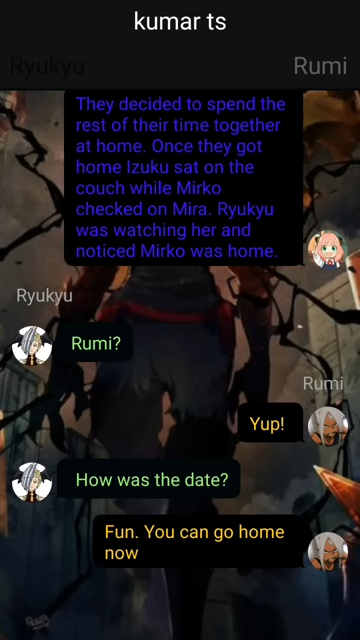 kumar ts
Ryukyu
Rumi
They decided to spend the
rest of their time together
at home. Once they got
home Izuku sat on the
couch while Mirko
checked on Mira. Ryukyu
was watching her and
noticed Mirko was home.
Ryukyu
Rumi?
Rumi
Yup!
How was the date?
Fun. You can go home
now